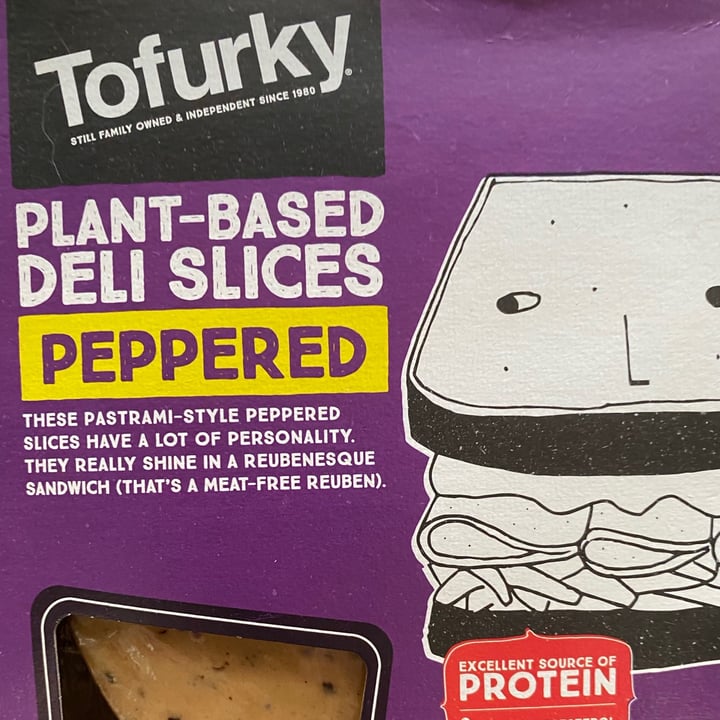 Tofurky®
STILL FAMILY OWNED & INDEPENDENT SINCE 1980
PLANT-BASED
DELI SLICES
PEPPERED
THESE PASTRAMI-STYLE PEPPERED
SLICES HAVE A LOT OF PERSONALITY.
THEY REALLY SHINE IN A REUBENESQUE
SANDWICH (THAT'S A MEAT-FREE REUBEN).
EXCELLENT SOURCE OF
PROTEIN